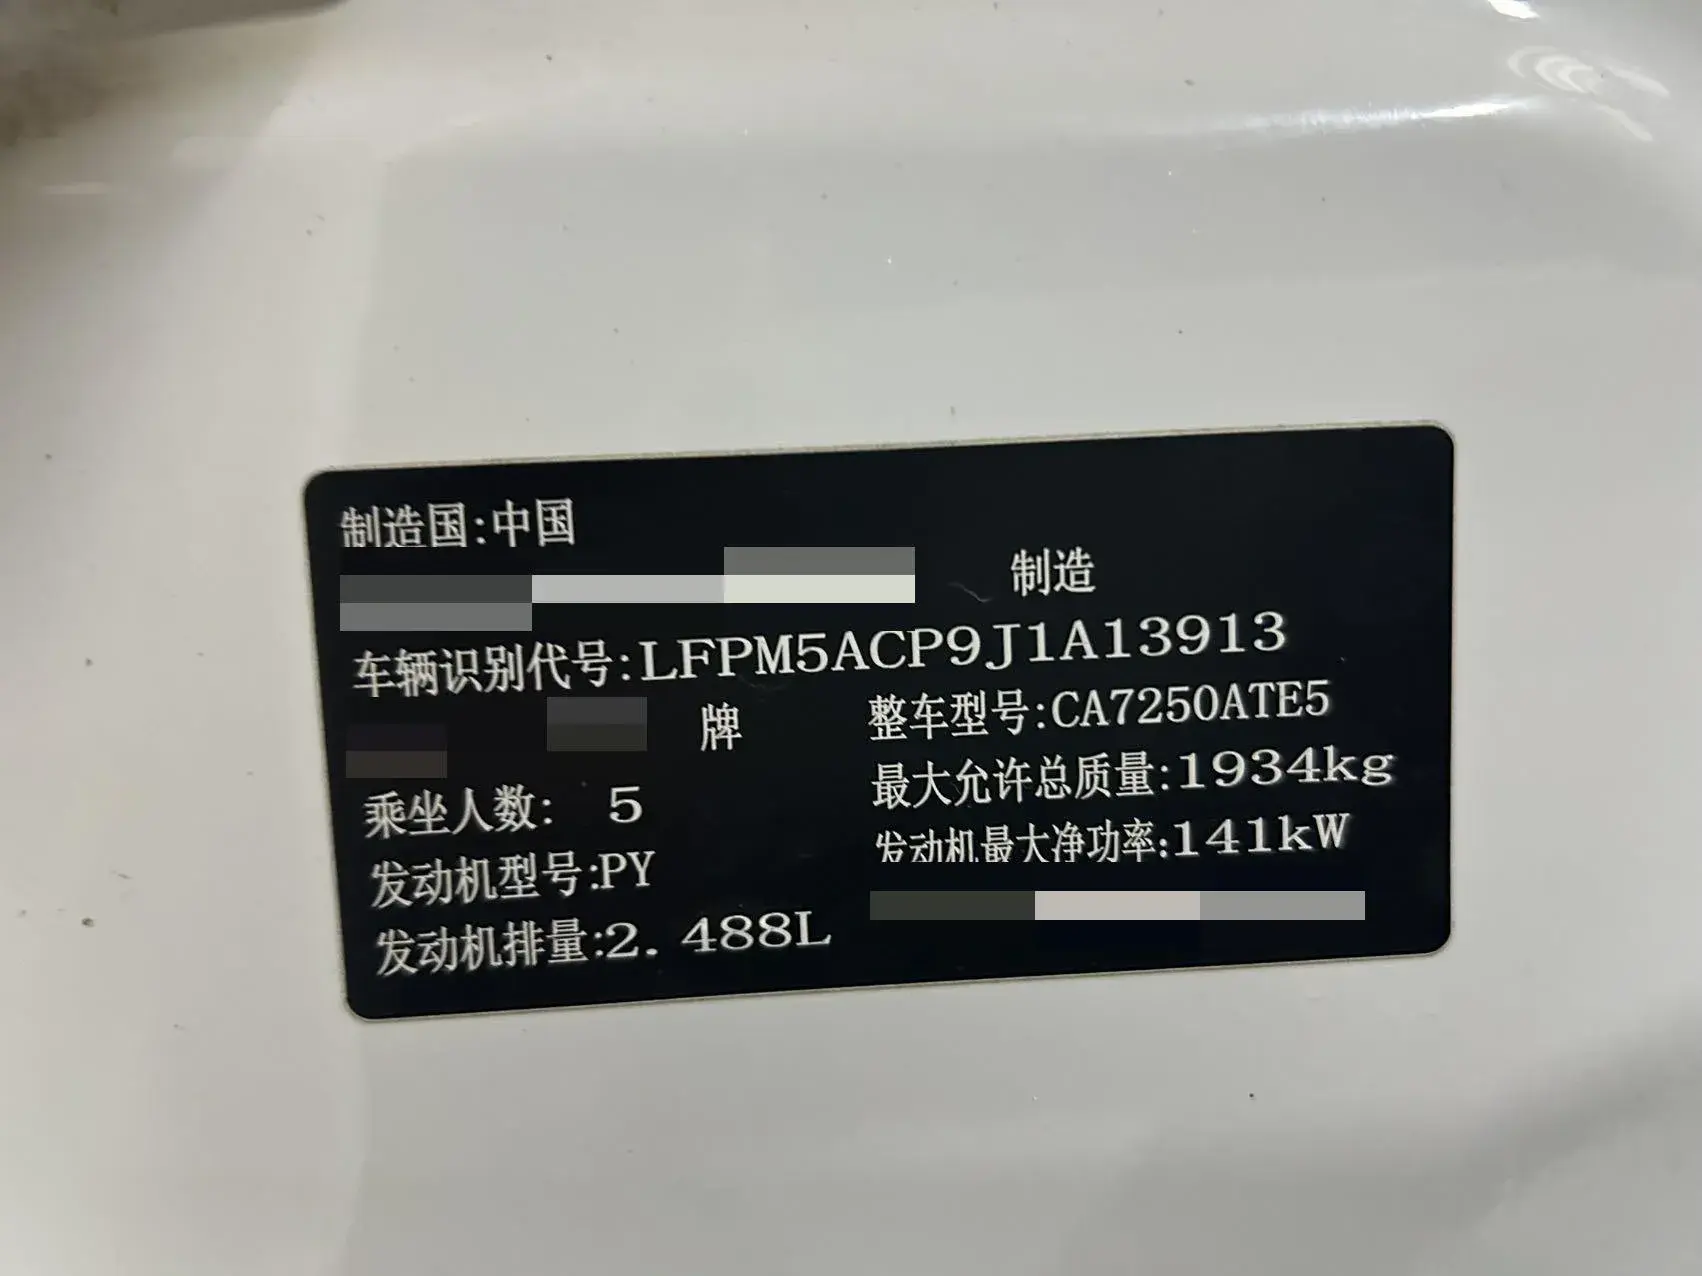 制造国:中国
制造
车辆识别代号:LFPM5ACP9J1A13913
牌 整车型号:CA7250ATE5
乘坐人数: 5 最大允许总质量:1934kg
发动机型号:PY 发动机最大净功率:141kW
发动机排量:2. 488L